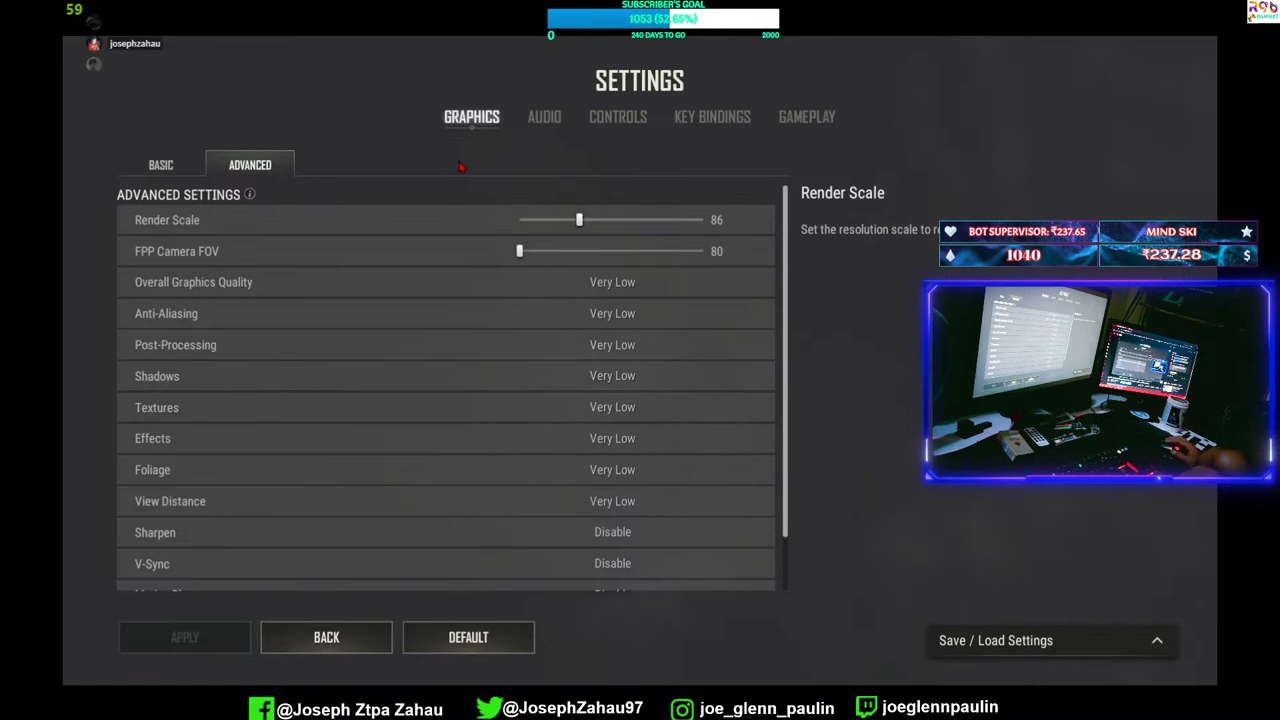 59
SUBSCRIBER'S GOAL
1053 (52.65%)
0 240 DAYS TO GO 2000
josephzahau
SETTINGS
GRAPHICS AUDIO CONTROLS KEY BINDINGS GAMEPLAY
BASIC ADVANCED
ADVANCED SETTINGS
Render Scale 86
FPP Camera FOV 80
Overall Graphics Quality Very Low
Anti-Aliasing Very Low
Post-Processing Very Low
Shadows Very Low
Textures Very Low
Effects Very Low
Foliage Very Low
View Distance Very Low
Sharpen Disable
V-Sync Disable
Render Scale
Set the resolution scale to re
BOT SUPERVISOR: ₹237.65 MIND SKI
1040 ₹237.28 $
APPLY BACK DEFAULT
Save / Load Settings
@Joseph Ztpa Zahau @JosephZahau97 joe_glenn_paulin joeglennpaulin